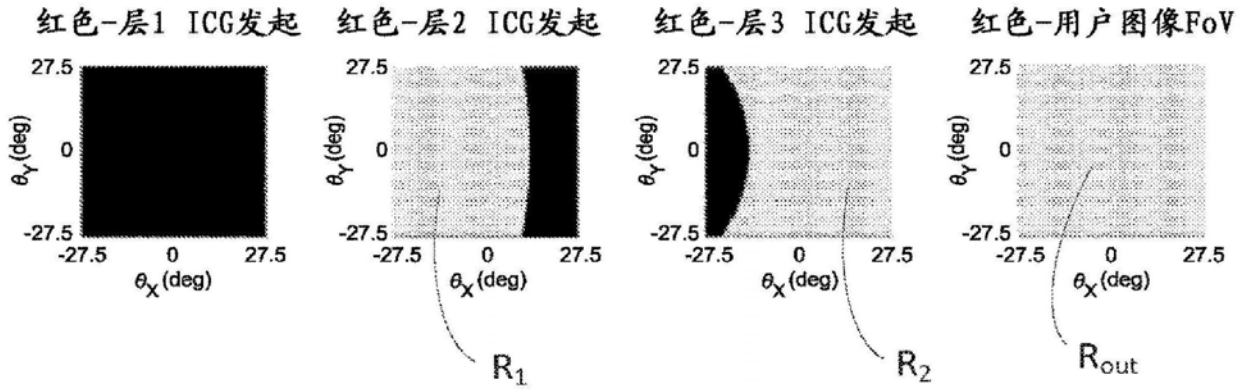 红色-层1 ICG发起 红色-层2 ICG发起 红色-层3 ICG发起 红色-用户图像FoV
27.5 27.5 27.5 27.5
θY(deg) θY(deg) θY(deg) θY(deg)
0 0 0 0
-27.5 -27.5 -27.5 -27.5
-27.5 0 27.5 -27.5 0 27.5 -27.5 0 27.5 -27.5 0 27.5
θX(deg) θX(deg) θX(deg) θX(deg)
R1 R2 Rout